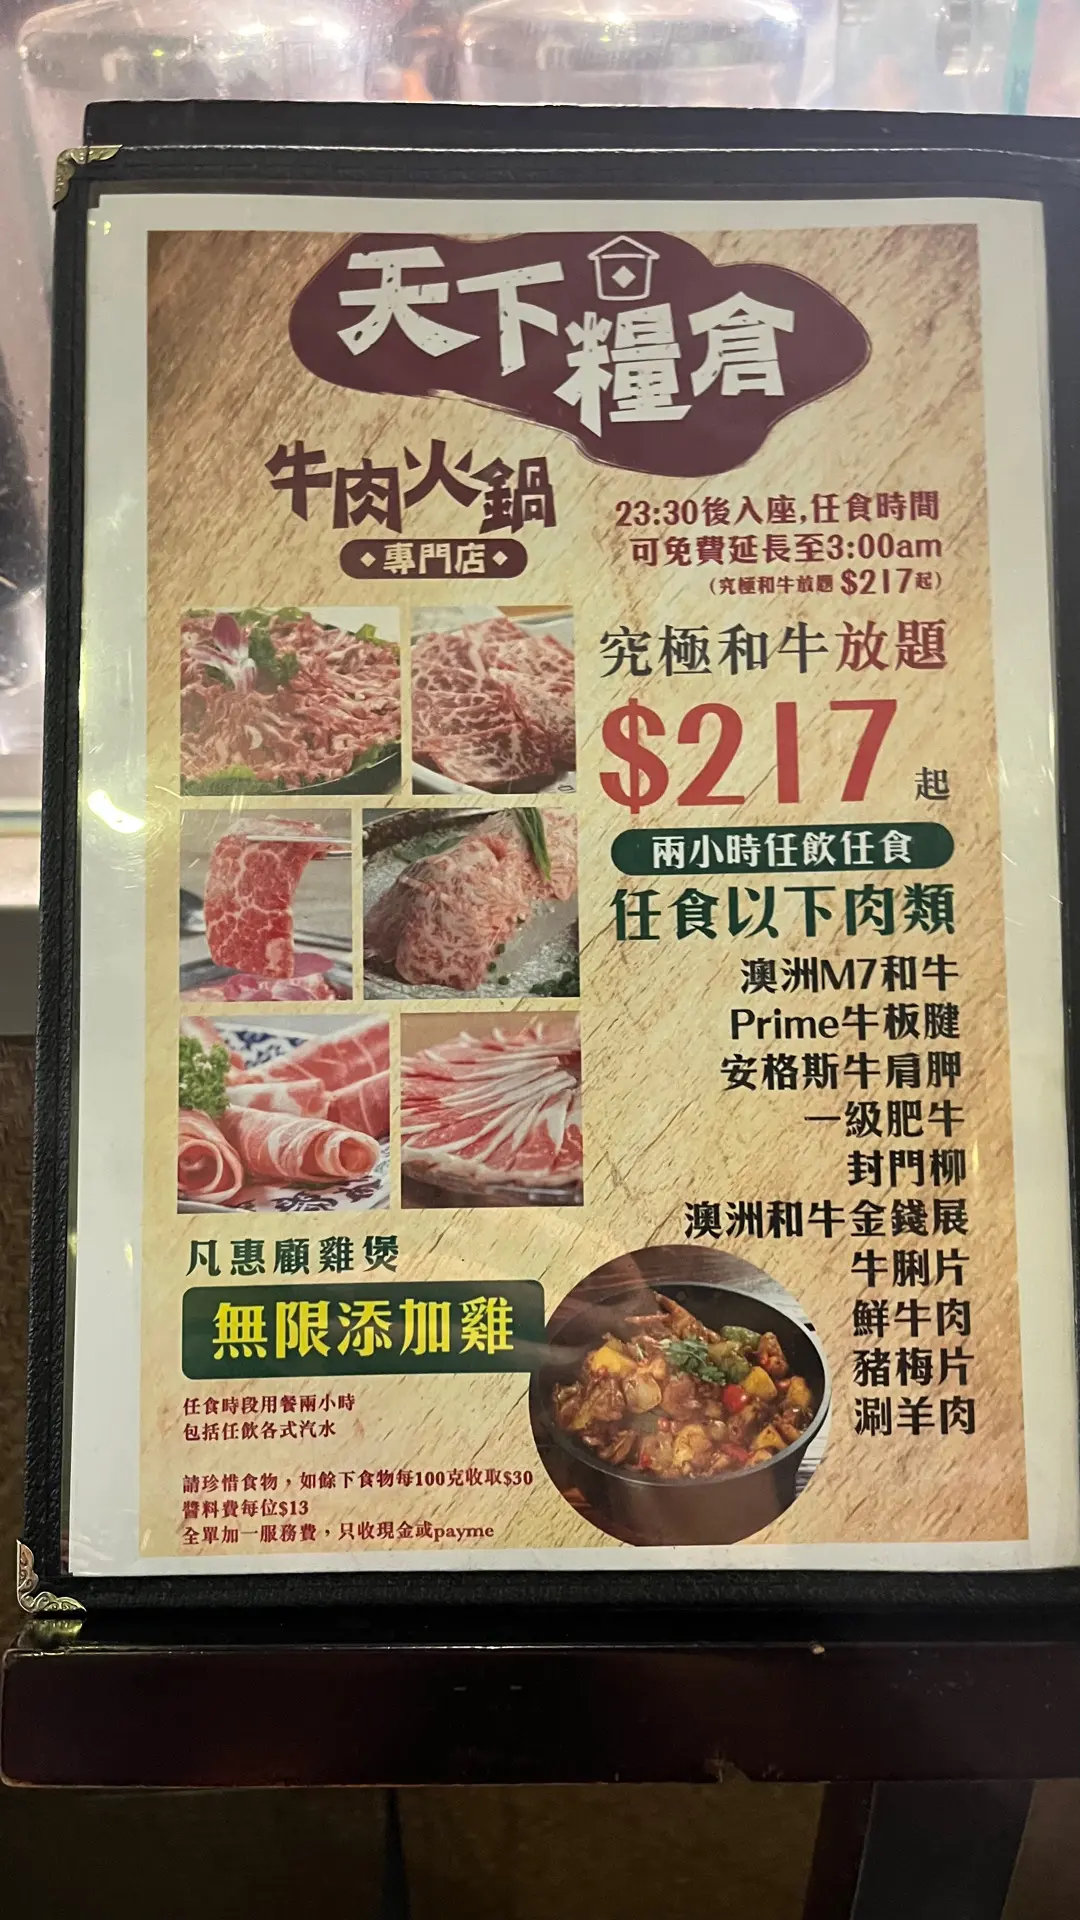 天下糧倉
牛肉火鍋
專門店
23:30後入座,任食時間
可免費延長至3:00am
(究極和牛放題 $217起)
究極和牛放題
$217起
兩小時任飲任食
任食以下肉類
澳洲M7和牛
Prime牛板腱
安格斯牛肩胛
一級肥牛
封門柳
澳洲和牛金錢展
牛脷片
鮮牛肉
豬梅片
涮羊肉
凡惠顧雞煲
無限添加雞
任食時段用餐兩小時
包括任飲各式汽水
請珍惜食物，如餘下食物每100克收取$30
醬料費每位$13
全單加一服務費，只收現金或payme